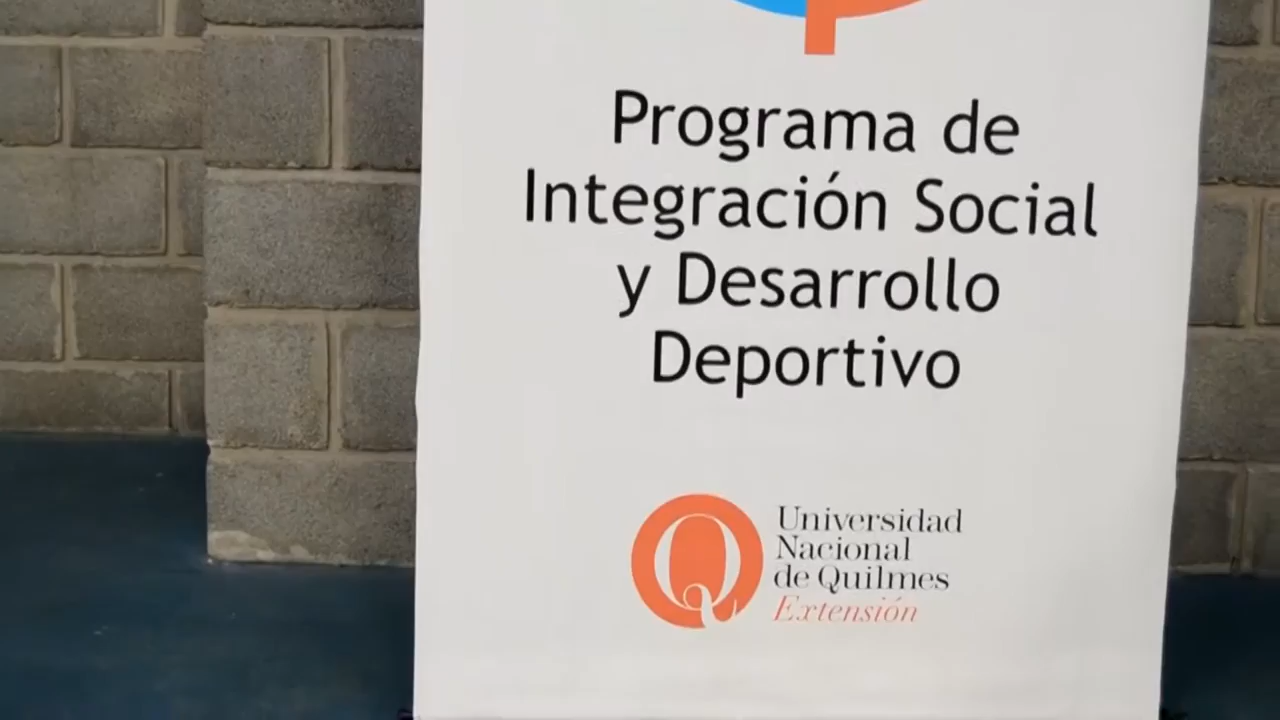 Programa de
Integración Social
y Desarrollo
Deportivo
Universidad
Nacional
de Quilmes
Extensión